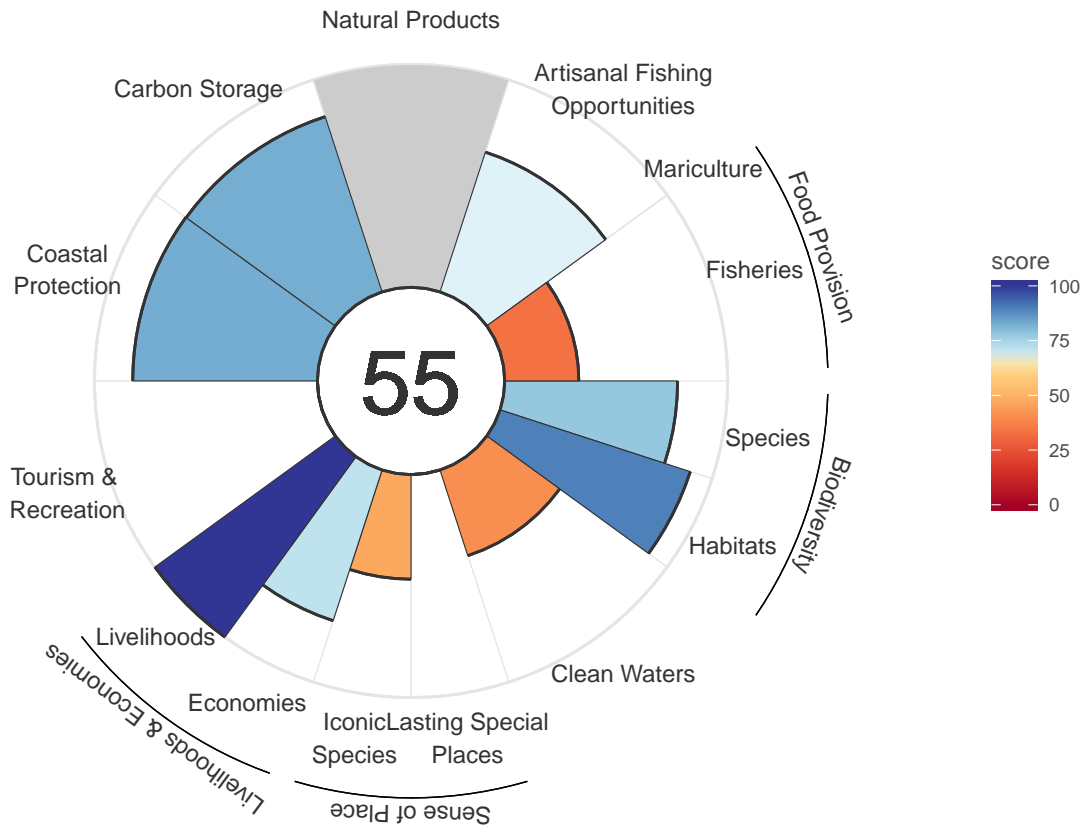 Natural Products
Carbon Storage
Artisanal Fishing
Opportunities
Mariculture
Food Provision
Fisheries
Coastal
Protection
score
100
75
50
25
0
55
Species
Biodiversity
Habitats
Tourism &
Recreation
Livelihoods
Livelihoods & Economies
Economies
Clean Waters
Iconic
Species
Lasting Special
Places
Sense of Place